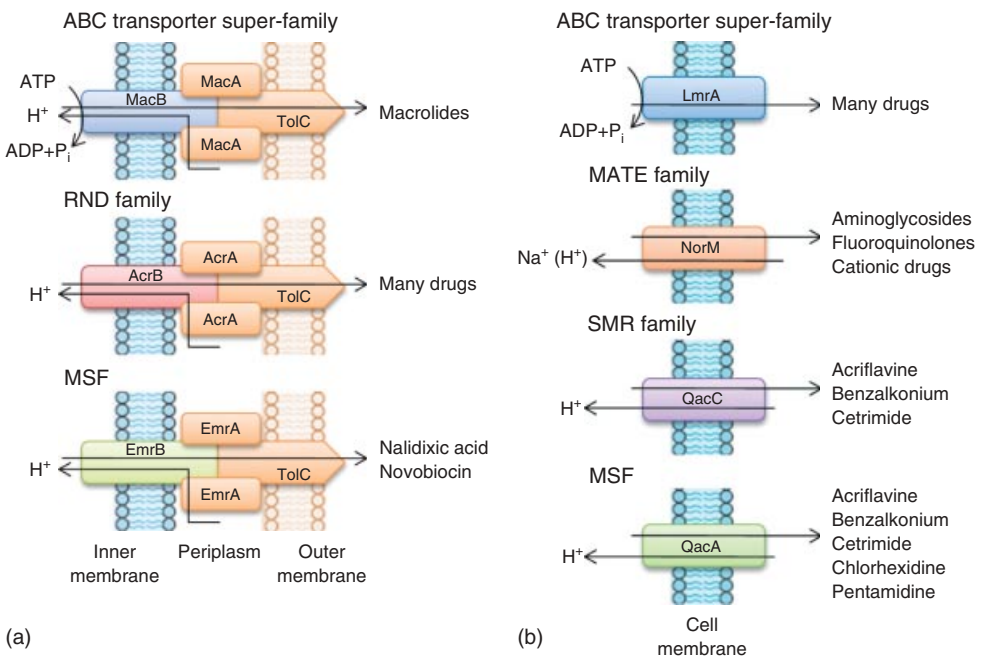 ABC transporter super-family
ATP
H⁺
ADP+Pᵢ
MacB
MacA
TolC
MacA
Macrolides
RND family
H⁺
AcrB
AcrA
TolC
AcrA
Many drugs
MSF
H⁺
EmrB
EmrA
TolC
EmrA
Nalidixic acid
Novobiocin
Inner
membrane
Periplasm
Outer
membrane
(a)
ABC transporter super-family
ATP
ADP+Pᵢ
LmrA
Many drugs
MATE family
Na⁺ (H⁺)
NorM
Aminoglycosides
Fluoroquinolones
Cationic drugs
SMR family
H⁺
QacC
Acriflavine
Benzalkonium
Cetrimide
MSF
H⁺
QacA
Acriflavine
Benzalkonium
Cetrimide
Chlorhexidine
Pentamidine
Cell
membrane
(b)